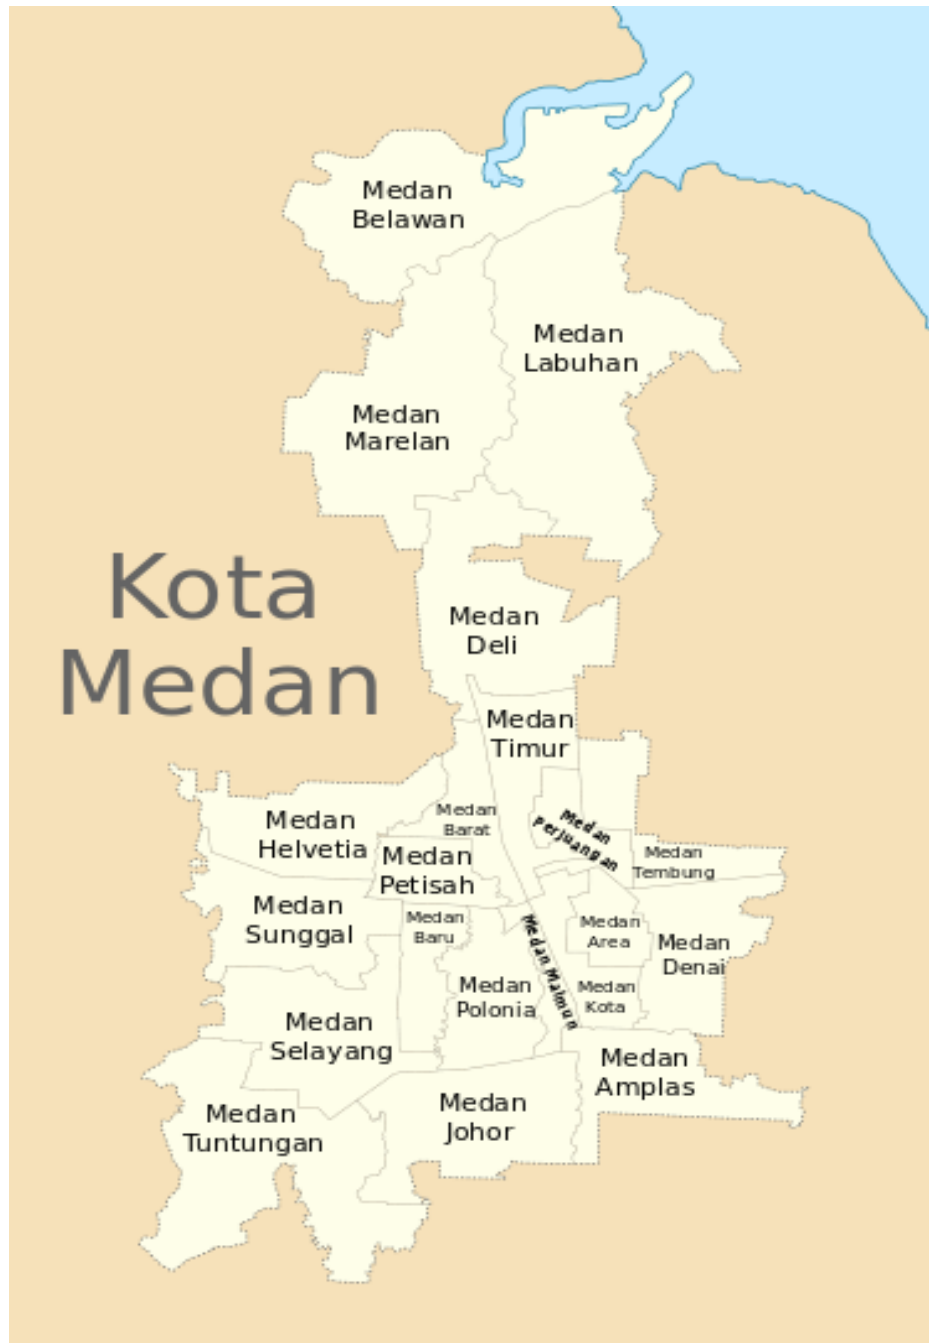 Medan
Belawan
Medan
Labuhan
Medan
Marelan
Kota
Medan
Medan
Deli
Medan
Timur
Medan
Helvetia
Medan
Barat
Medan
Perjuangan
Medan
Petisah
Medan
Tembung
Medan
Sunggal
Medan
Baru
Medan Maimun
Medan
Area
Medan
Denai
Medan
Polonia
Medan
Kota
Medan
Selayang
Medan
Amplas
Medan
Tuntungan
Medan
Johor